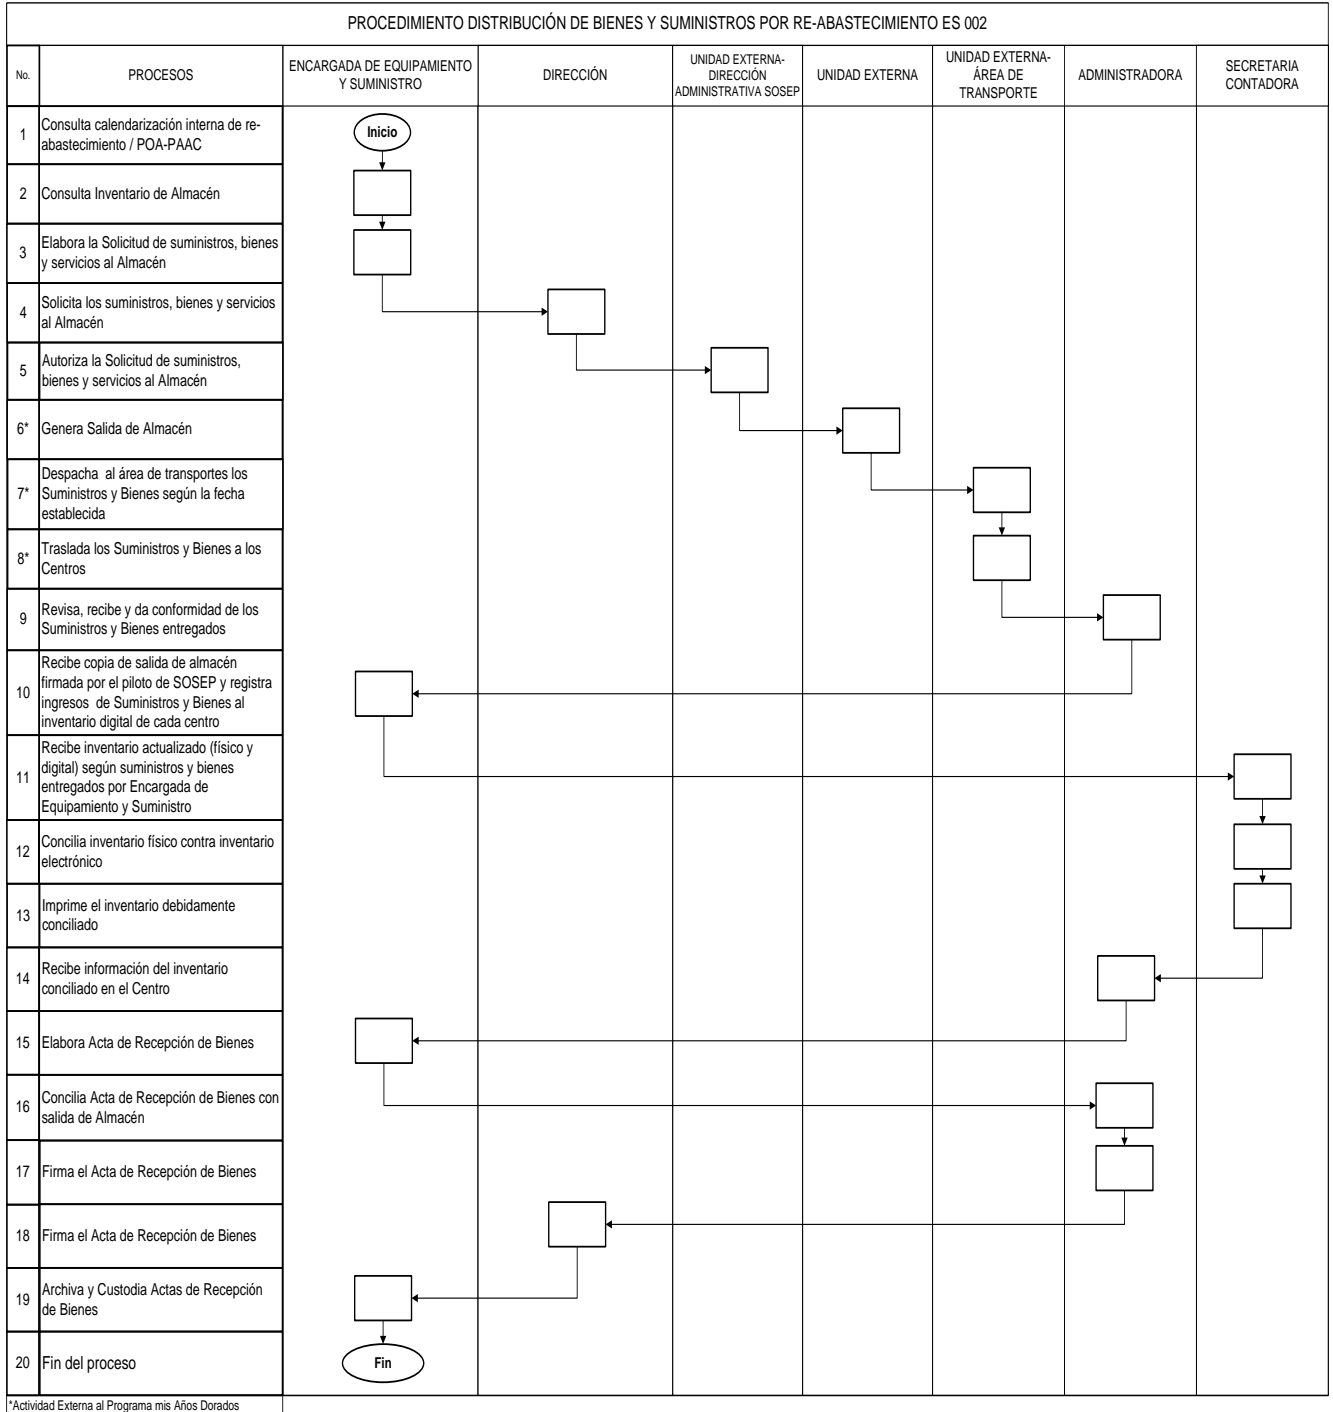 PROCEDIMIENTO DISTRIBUCIÓN DE BIENES Y SUMINISTROS POR RE-ABASTECIMIENTO ES 002
No.
PROCESOS
ENCARGADA DE EQUIPAMIENTO
Y SUMINISTRO
DIRECCIÓN
UNIDAD EXTERNA-
DIRECCIÓN
ADMINISTRATIVA SOSEP
UNIDAD EXTERNA
UNIDAD EXTERNA-
ÁREA DE
TRANSPORTE
ADMINISTRADORA
SECRETARIA
CONTADORA
1
Consulta calendarización interna de re-
abastecimiento / POA-PAAC
Inicio
2
Consulta Inventario de Almacén
3
Elabora la Solicitud de suministros, bienes
y servicios al Almacén
4
Solicita los suministros, bienes y servicios
al Almacén
5
Autoriza la Solicitud de suministros,
bienes y servicios al Almacén
6*
Genera Salida de Almacén
7*
Despacha al área de transportes los
Suministros y Bienes según la fecha
establecida
8*
Traslada los Suministros y Bienes a los
Centros
9
Revisa, recibe y da conformidad de los
Suministros y Bienes entregados
10
Recibe copia de salida de almacén
firmada por el piloto de SOSEP y registra
ingresos de Suministros y Bienes al
inventario digital de cada centro
11
Recibe inventario actualizado (físico y
digital) según suministros y bienes
entregados por Encargada de
Equipamiento y Suministro
12
Concilia inventario físico contra inventario
electrónico
13
Imprime el inventario debidamente
conciliado
14
Recibe información del inventario
conciliado en el Centro
15
Elabora Acta de Recepción de Bienes
16
Concilia Acta de Recepción de Bienes con
salida de Almacén
17
Firma el Acta de Recepción de Bienes
18
Firma el Acta de Recepción de Bienes
19
Archiva y Custodia Actas de Recepción
de Bienes
20
Fin del proceso
Fin
*Actividad Externa al Programa mis Años Dorados